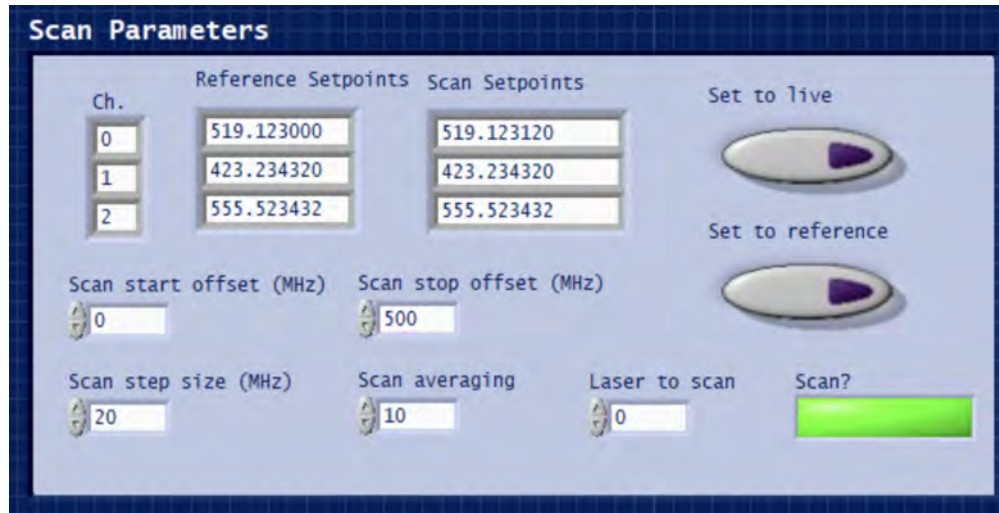 Scan Parameters
Ch. Reference Setpoints Scan Setpoints Set to live
0 519.123000 519.123120
1 423.234320 423.234320
2 555.523432 555.523432
Set to reference
Scan start offset (MHz) Scan stop offset (MHz)
0 500
Scan step size (MHz) Scan averaging Laser to scan Scan?
20 10 0